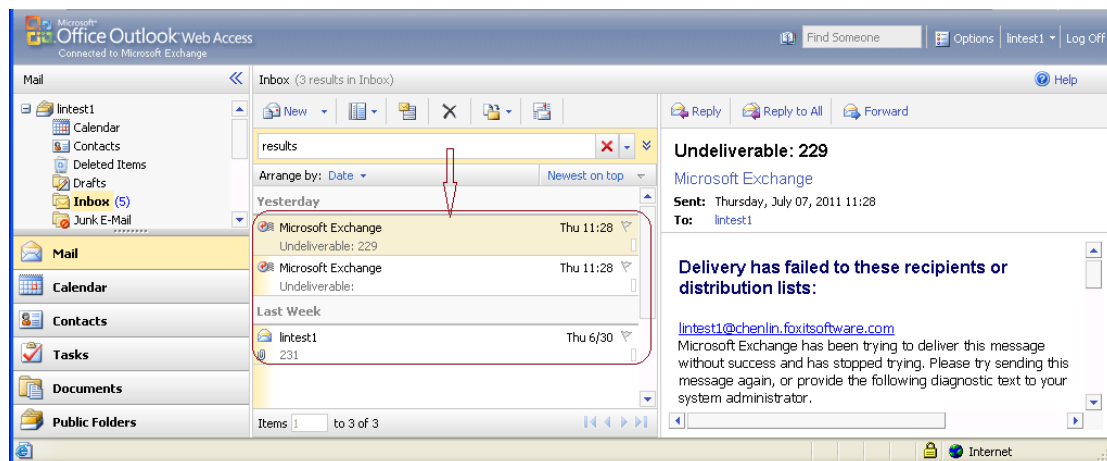 Microsoft®
Office Outlook® Web Access
Connected to Microsoft Exchange
Find Someone
Options
lintest1
Log Off
Mail
Inbox (3 results in Inbox)
Help
lintest1
Calendar
Contacts
Deleted Items
Drafts
Inbox (5)
Junk E-Mail
Mail
Calendar
Contacts
Tasks
Documents
Public Folders
New
results
Arrange by: Date
Newest on top
Yesterday
Microsoft Exchange Thu 11:28
Undeliverable: 229
Microsoft Exchange Thu 11:28
Undeliverable:
Last Week
lintest1 Thu 6/30
231
Items 1 to 3 of 3
Reply
Reply to All
Forward
Undeliverable: 229
Microsoft Exchange
Sent: Thursday, July 07, 2011 11:28
To: lintest1
Delivery has failed to these recipients or
distribution lists:
lintest1@chenlin.foxitsoftware.com
Microsoft Exchange has been trying to deliver this message
without success and has stopped trying. Please try sending this
message again, or provide the following diagnostic text to your
system administrator.
Internet